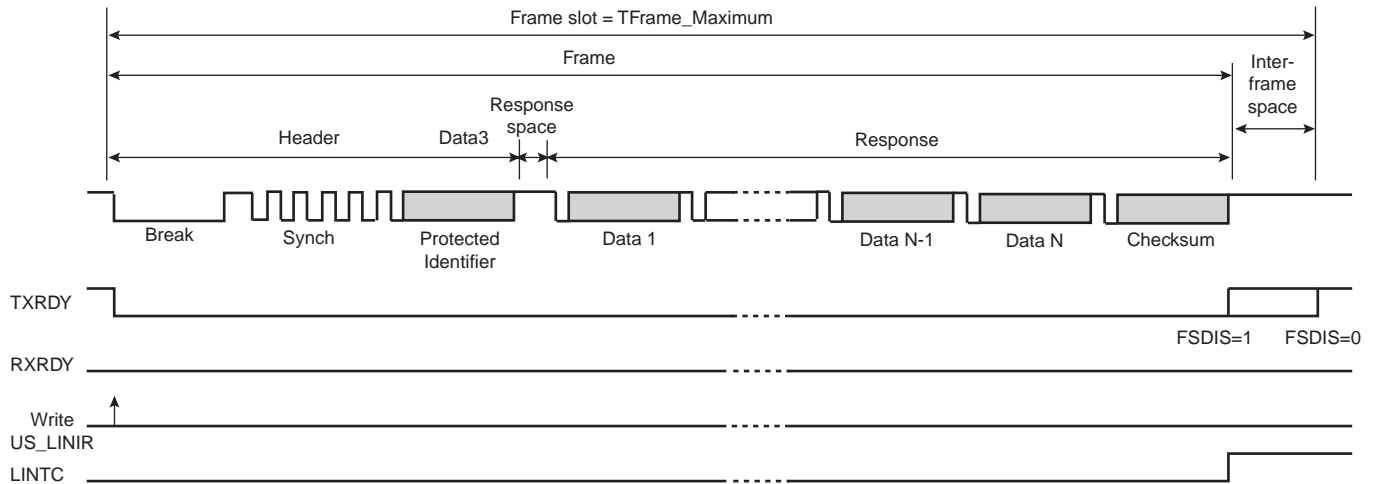 Frame slot = TFrame_Maximum
Frame
Inter-
frame
space
Response
space
Header
Data3
Response
Break
Synch
Protected
Identifier
Data 1
Data N-1
Data N
Checksum
TXRDY
FSDIS=1
FSDIS=0
RXRDY
Write
US_LINIR
LINTC